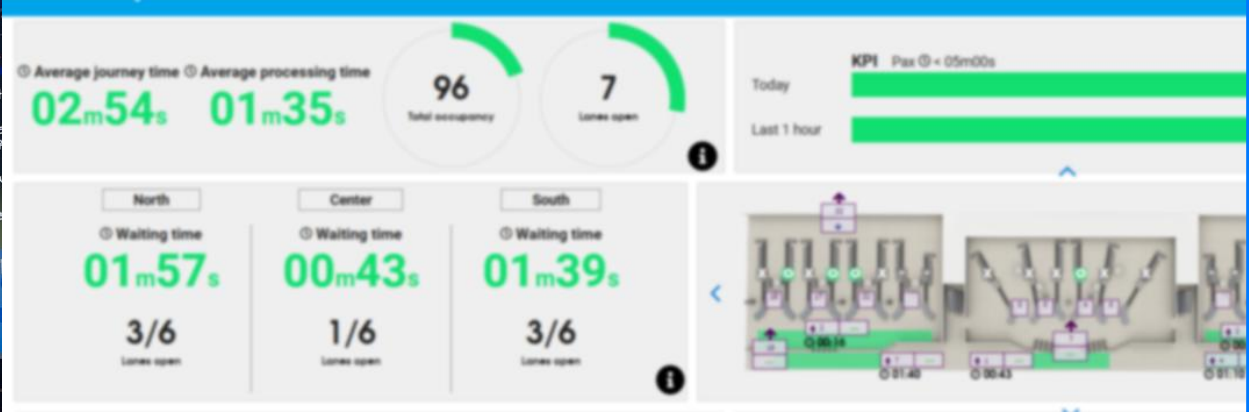 Average journey time Average processing time
02m54s 01m35s
96
Total occupancy
7
Lanes open
KPI Pax < 05m00s
Today
Last 1 hour
North Center South
Waiting time Waiting time Waiting time
01m57s 00m43s 01m39s
3/6 1/6 3/6
Lanes open Lanes open Lanes open
01:40 00:43 01:10